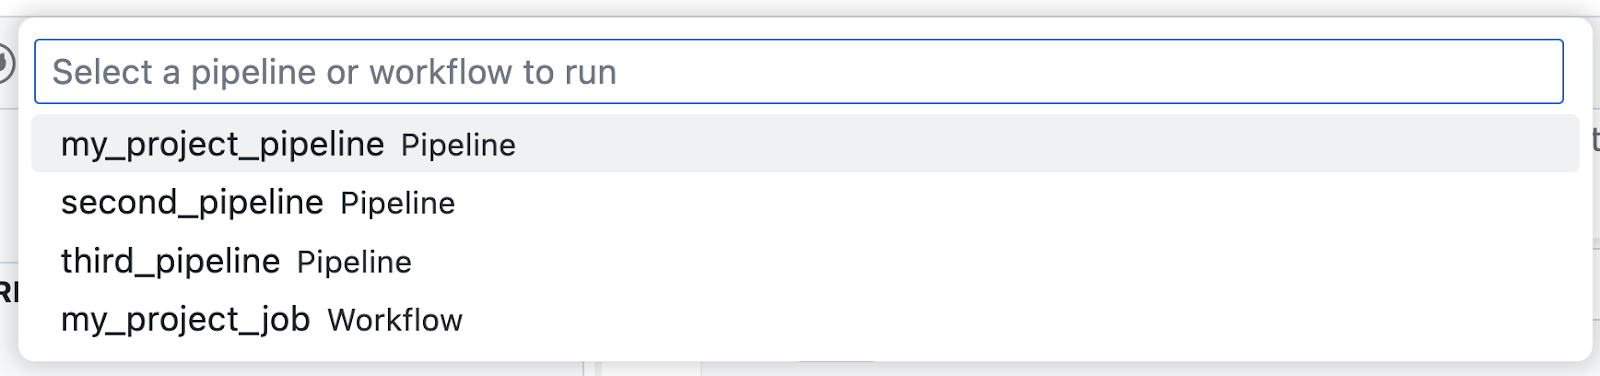 Select a pipeline or workflow to run
my_project_pipeline Pipeline
second_pipeline Pipeline
third_pipeline Pipeline
my_project_job Workflow